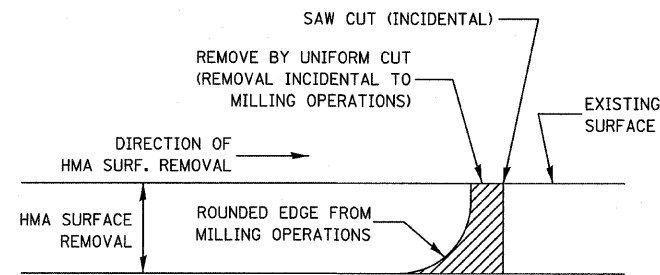 SAW CUT (INCIDENTAL)
REMOVE BY UNIFORM CUT
(REMOVAL INCIDENTAL TO
MILLING OPERATIONS)
EXISTING
SURFACE
DIRECTION OF
HMA SURF. REMOVAL
HMA SURFACE
REMOVAL
ROUNDED EDGE FROM
MILLING OPERATIONS